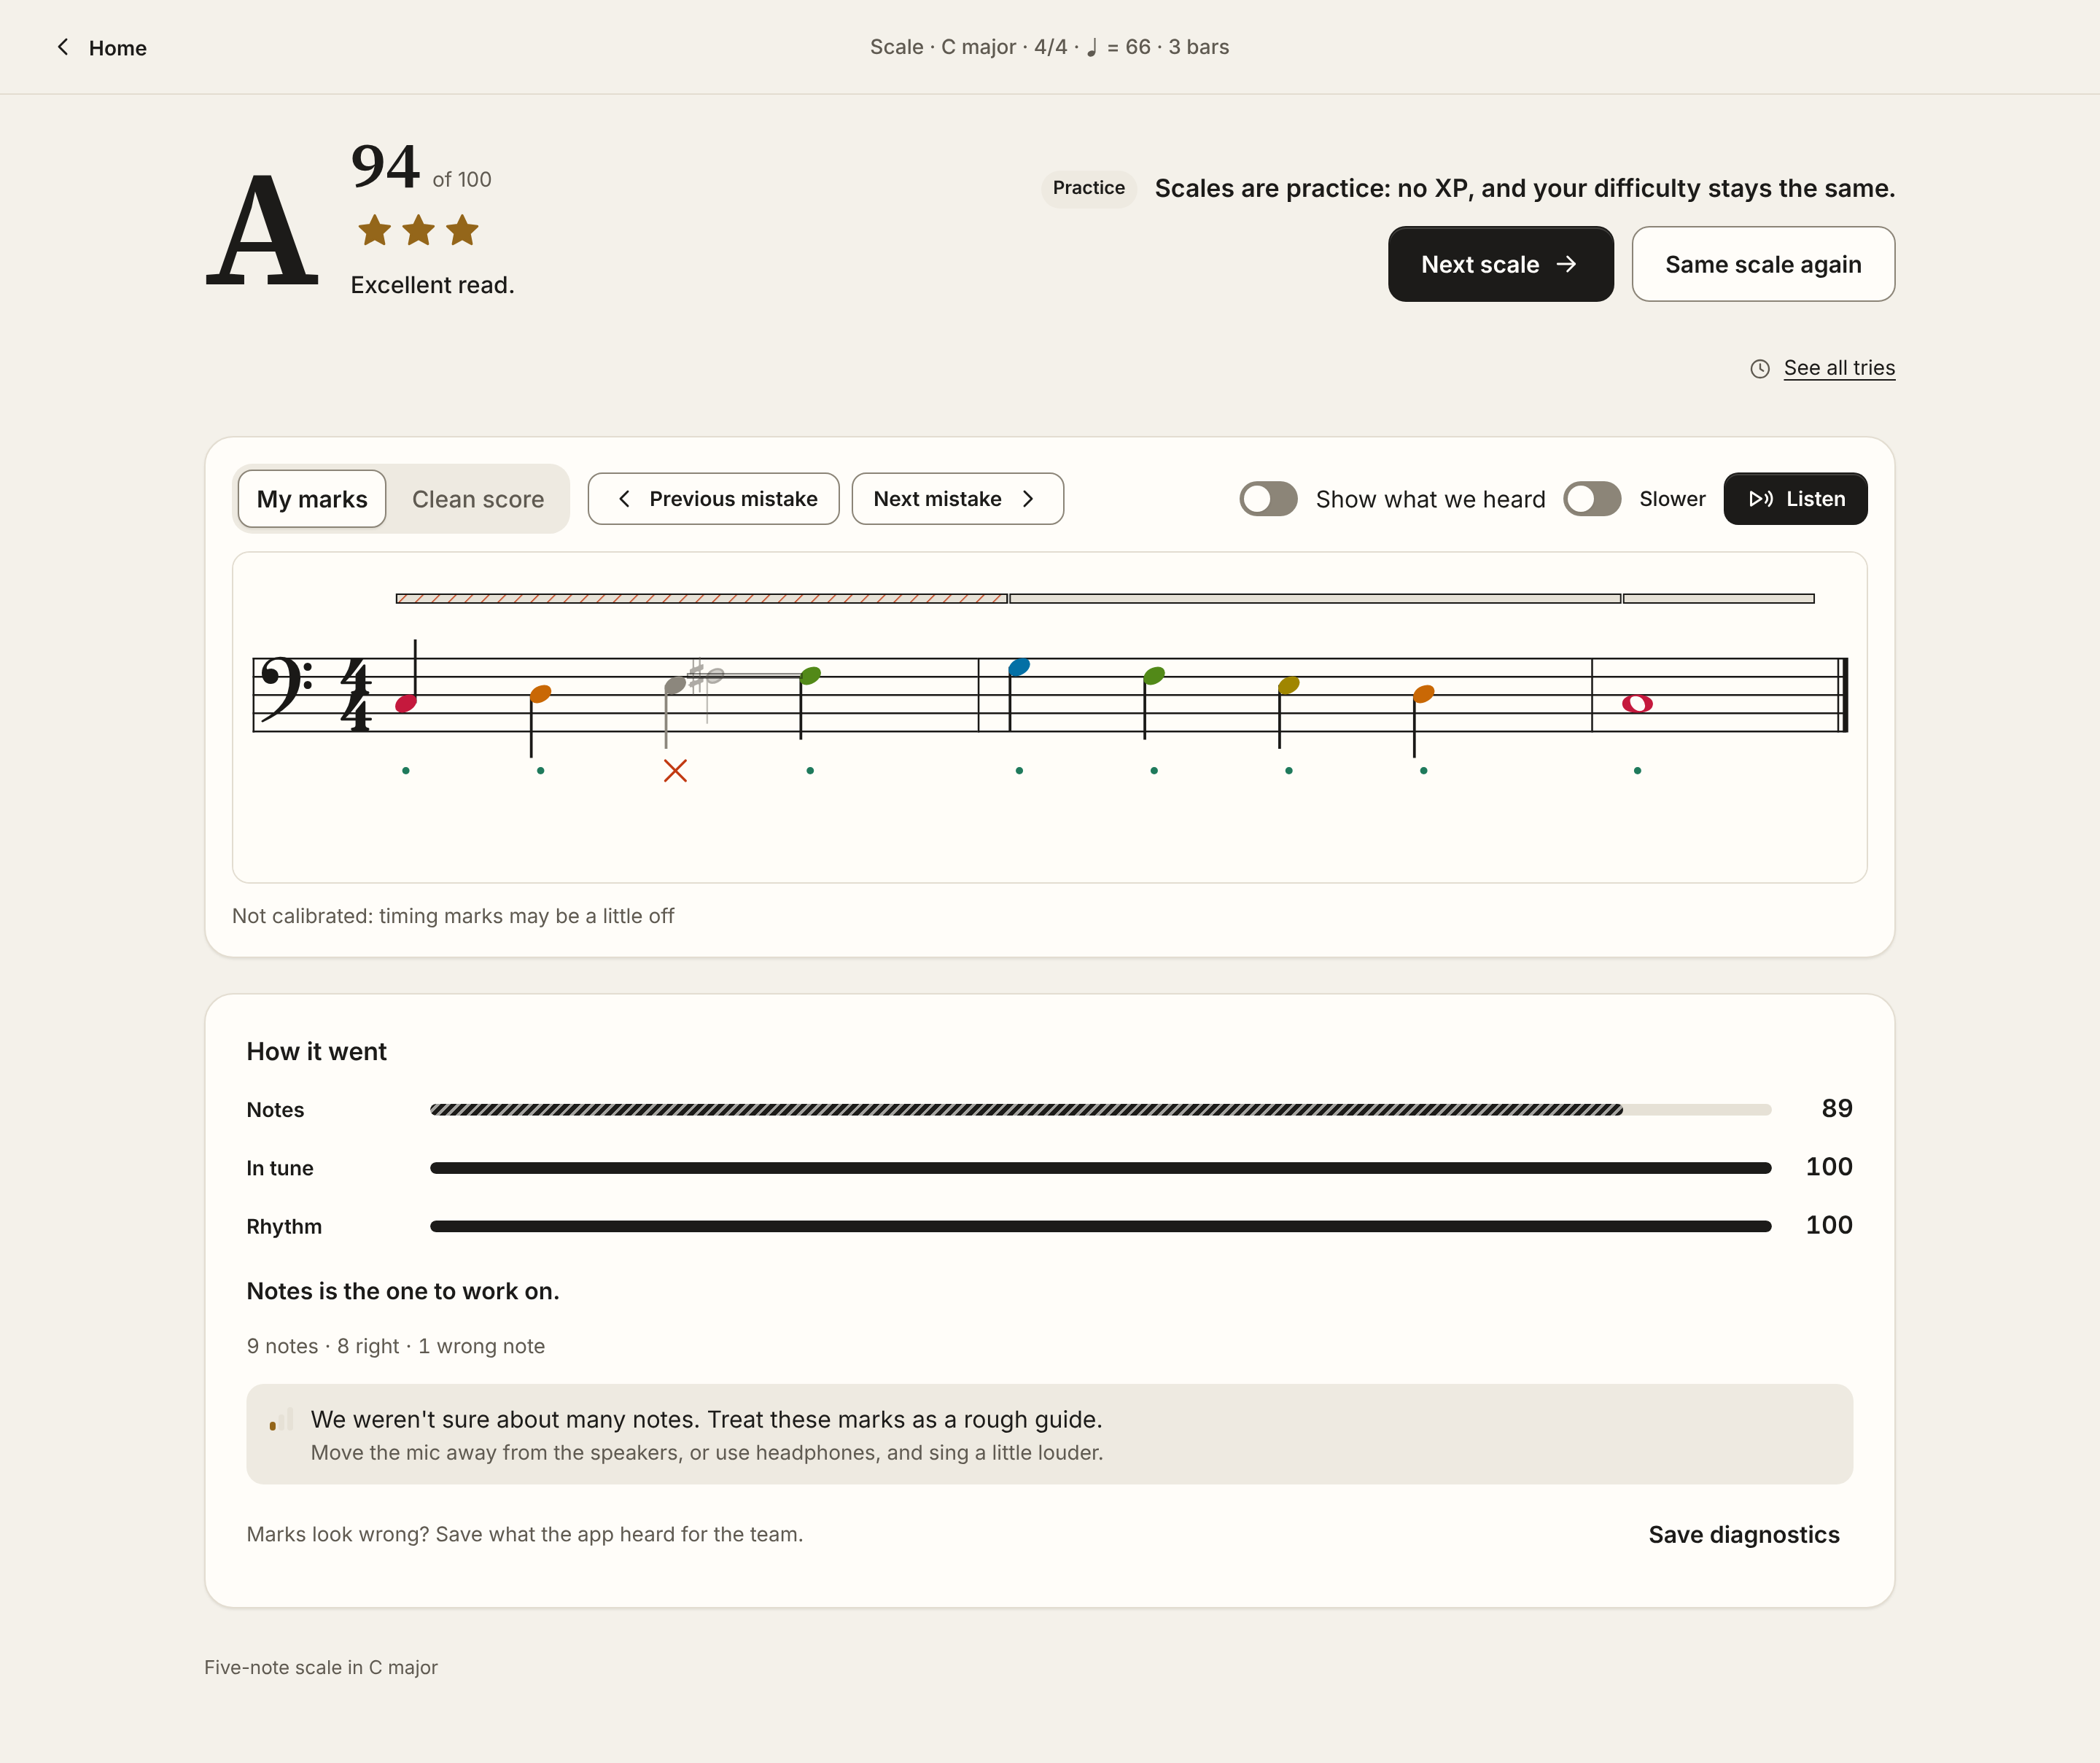 Home
Scale · C major · 4/4 · ♩ = 66 · 3 bars
A
94 of 100
Excellent read.
Practice
Scales are practice: no XP, and your difficulty stays the same.
Next scale →
Same scale again
See all tries
My marks
Clean score
Previous mistake
Next mistake
Show what we heard
Slower
Listen
4
4
Not calibrated: timing marks may be a little off
How it went
Notes 89
In tune 100
Rhythm 100
Notes is the one to work on.
9 notes · 8 right · 1 wrong note
We weren't sure about many notes. Treat these marks as a rough guide.
Move the mic away from the speakers, or use headphones, and sing a little louder.
Marks look wrong? Save what the app heard for the team.
Save diagnostics
Five-note scale in C major